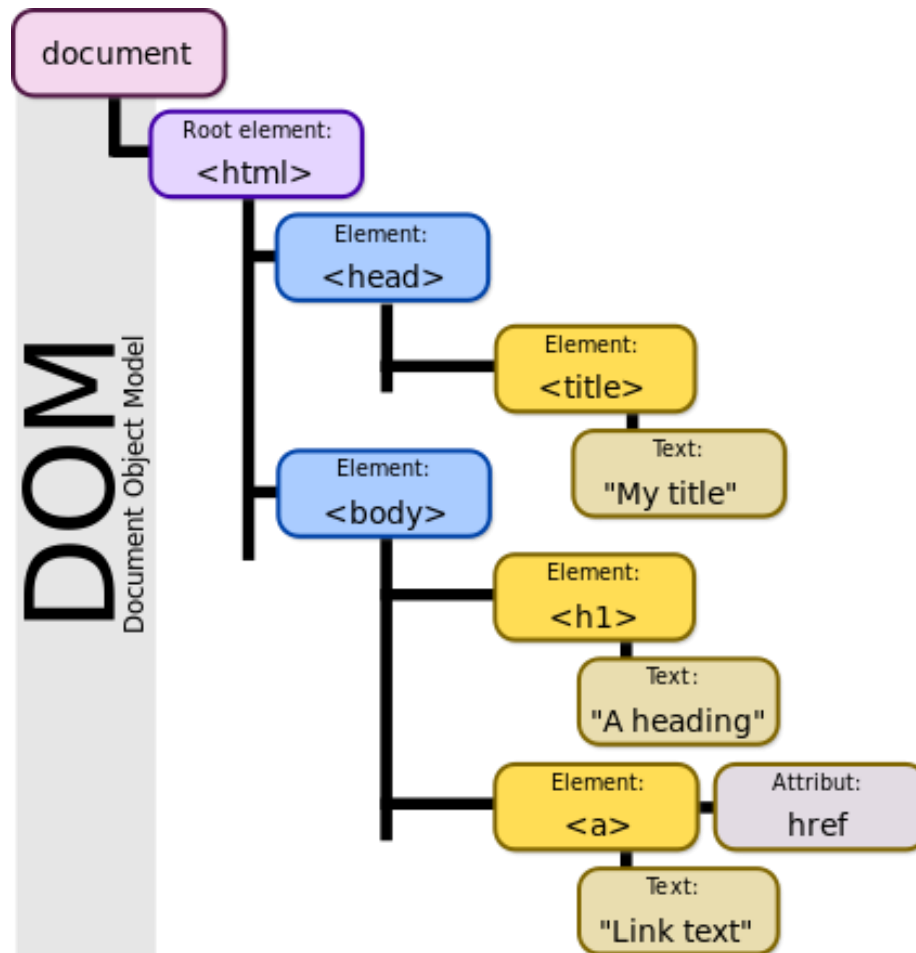 document
Root element:
<html>
Element:
<head>
Element:
<title>
Text:
"My title"
Element:
<body>
Element:
<h1>
Text:
"A heading"
Element:
<a>
Attribut:
href
Text:
"Link text"
DOM
Document Object Model